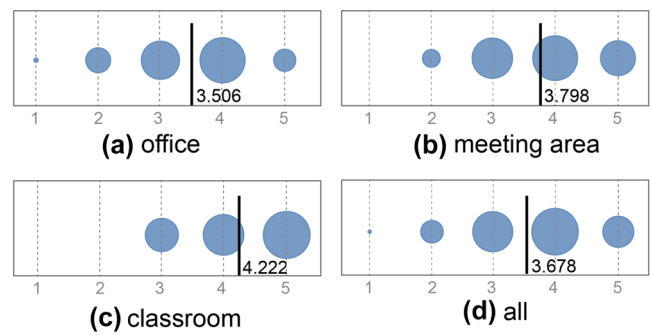 3.506
1 2 3 4 5
(a) office
3.798
1 2 3 4 5
(b) meeting area
4.222
1 2 3 4 5
(c) classroom
3.678
1 2 3 4 5
(d) all